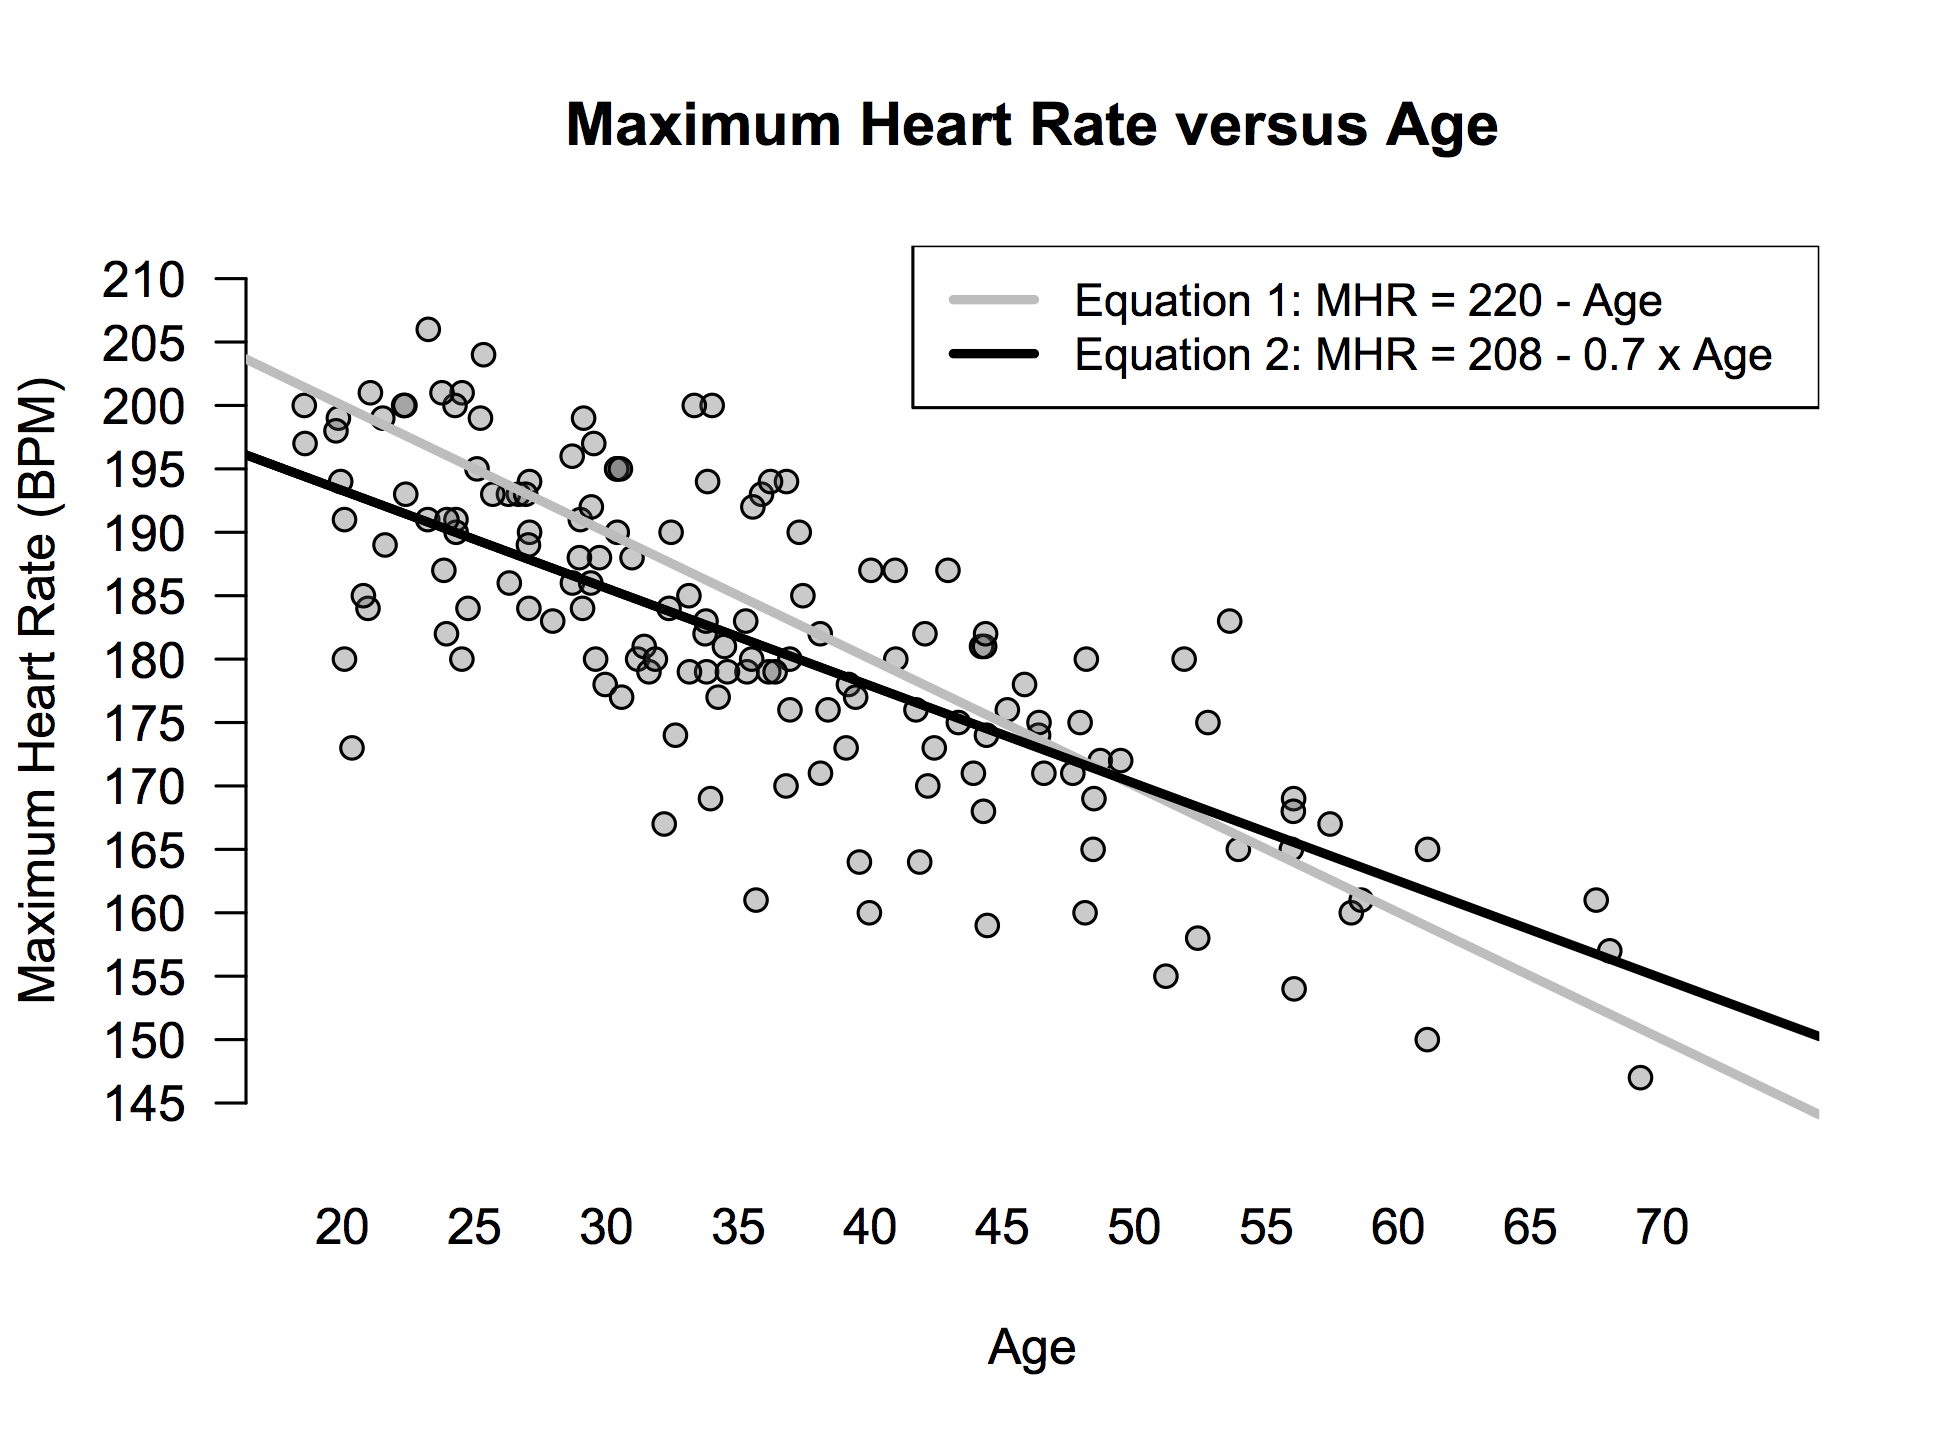 Maximum Heart Rate versus Age
Equation 1: MHR = 220 - Age
Equation 2: MHR = 208 - 0.7 x Age
Maximum Heart Rate (BPM)
210
205
200
195
190
185
180
175
170
165
160
155
150
145
20 25 30 35 40 45 50 55 60 65 70
Age